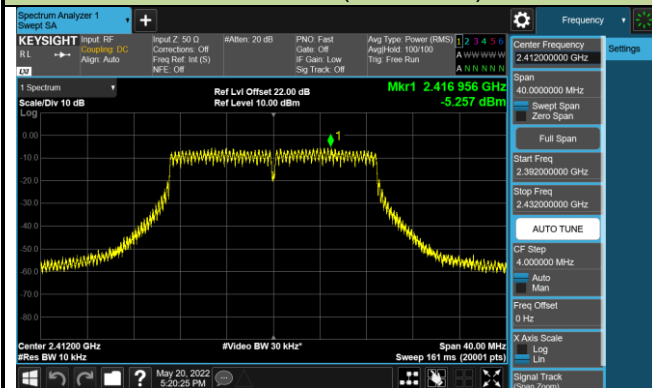 Spectrum Analyzer 1
Swept SA
+
Frequency
KEYSIGHT
RL
LXI
Input: RF
Coupling: DC
Align: Auto
Input Z: 50 Ω
Corrections: Off
Freq Ref: Int (S)
NFE: Off
#Atten: 20 dB
PNO: Fast
Gate: Off
IF Gain: Low
Sig Track: Off
Avg Type: Power (RMS)
Avg|Hold: 100/100
Trig: Free Run
1 2 3 4 5 6
A W W W W W
A N N N N N
Center Frequency
2.412000000 GHz
Settings
Span
40.0000000 MHz
Swept Span
Zero Span
Full Span
Start Freq
2.392000000 GHz
Stop Freq
2.432000000 GHz
AUTO TUNE
CF Step
4.000000 MHz
Auto
Man
Freq Offset
0 Hz
X Axis Scale
Log
Lin
Signal Track
(Span Zoom)
1 Spectrum
Scale/Div 10 dB
Log
Ref Lvl Offset 22.00 dB
Ref Level 10.00 dBm
Mkr1 2.416 956 GHz
-5.257 dBm
1
0.00
-10.0
-20.0
-30.0
-40.0
-50.0
-60.0
-70.0
-80.0
Center 2.41200 GHz
#Res BW 10 kHz
#Video BW 30 kHz*
Span 40.00 MHz
Sweep 161 ms (20001 pts)
?
May 20, 2022
5:20:25 PM